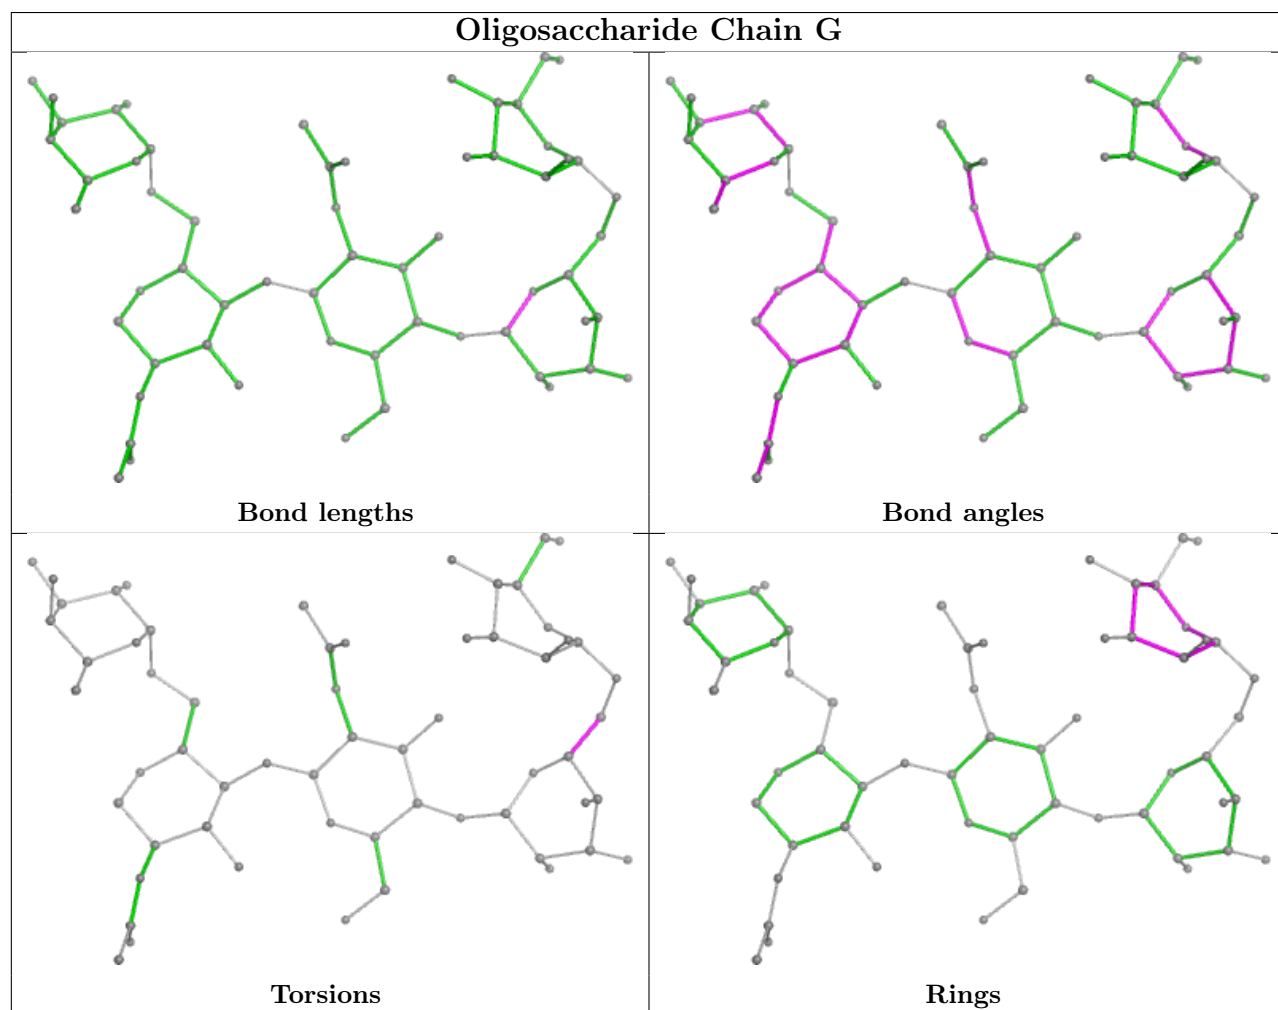 Oligosaccharide Chain G
Bond lengths
Bond angles
Torsions
Rings